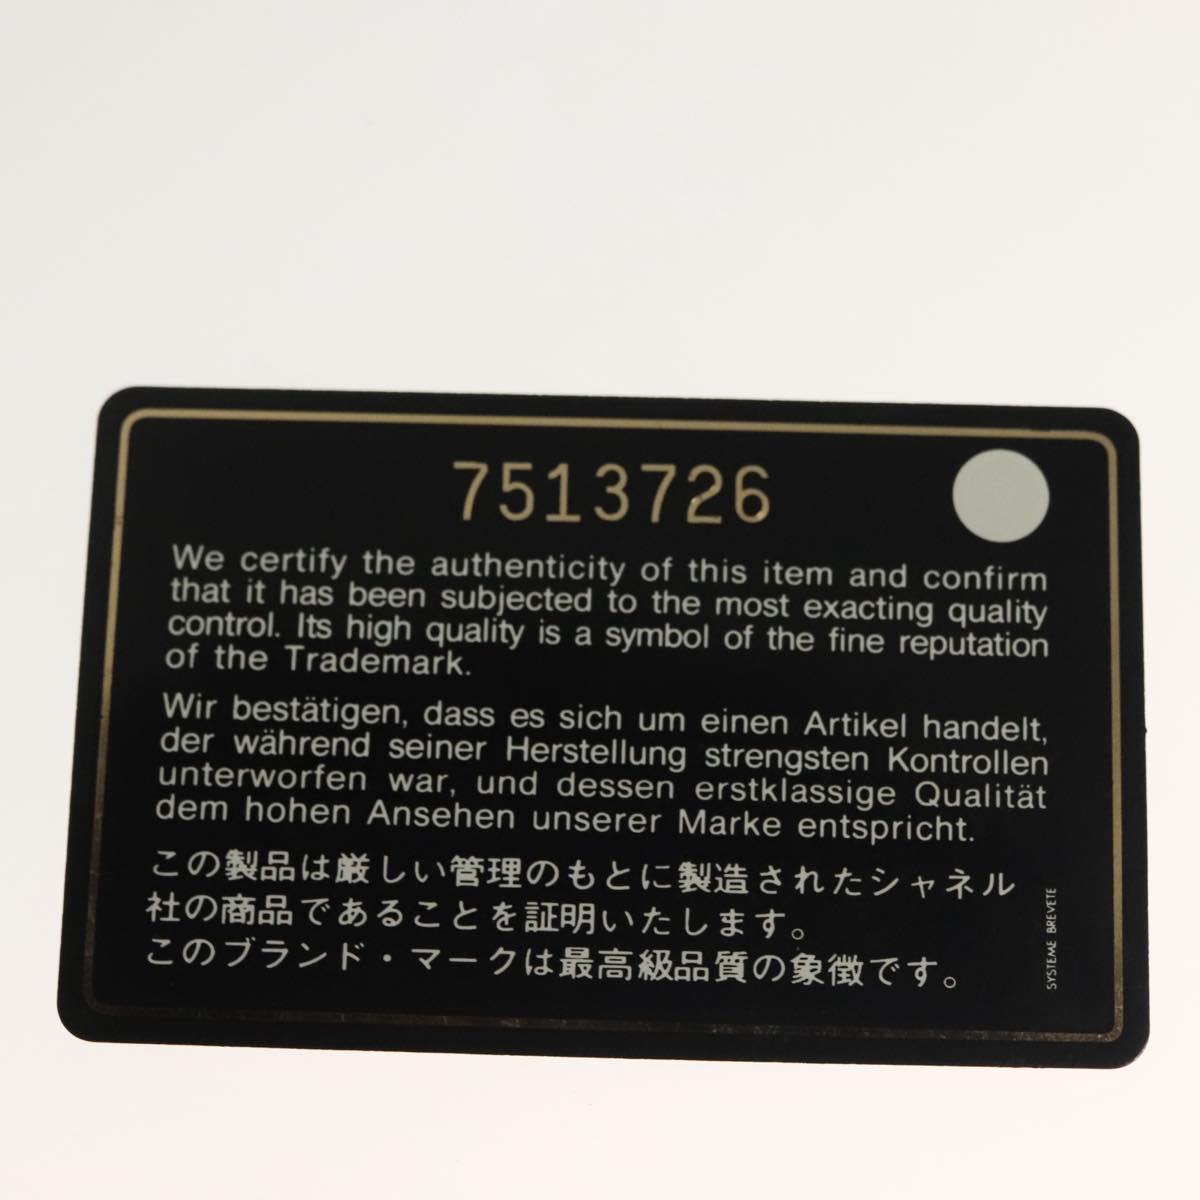 7513726
We certify the authenticity of this item and confirm
that it has been subjected to the most exacting quality
control. Its high quality is a symbol of the fine reputation
of the Trademark.
Wir bestätigen, dass es sich um einen Artikel handelt,
der während seiner Herstellung strengsten Kontrollen
unterworfen war, und dessen erstklassige Qualität
dem hohen Ansehen unserer Marke entspricht.
この製品は厳しい管理のもとに製造されたシャネル
社の商品であることを証明いたします。
このブランド・マークは最高級品質の象徴です。
SYSTEME BREVETE